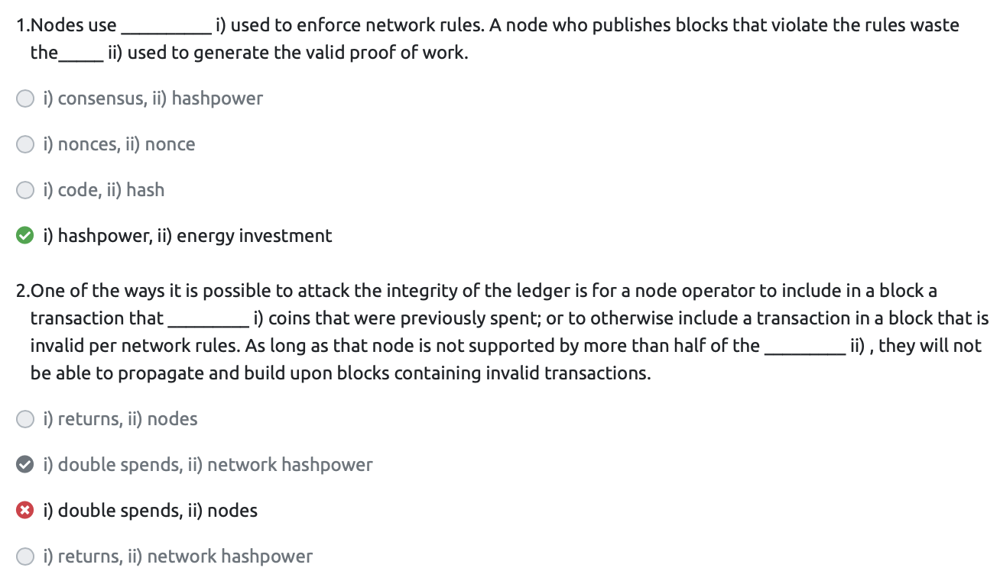 1.Nodes use __________ i) used to enforce network rules. A node who publishes blocks that violate the rules waste
the_____ ii) used to generate the valid proof of work.
i) consensus, ii) hashpower
i) nonces, ii) nonce
i) code, ii) hash
i) hashpower, ii) energy investment
2.One of the ways it is possible to attack the integrity of the ledger is for a node operator to include in a block a
transaction that _________ i) coins that were previously spent; or to otherwise include a transaction in a block that is
invalid per network rules. As long as that node is not supported by more than half of the _________ ii) , they will not
be able to propagate and build upon blocks containing invalid transactions.
i) returns, ii) nodes
i) double spends, ii) network hashpower
i) double spends, ii) nodes
i) returns, ii) network hashpower